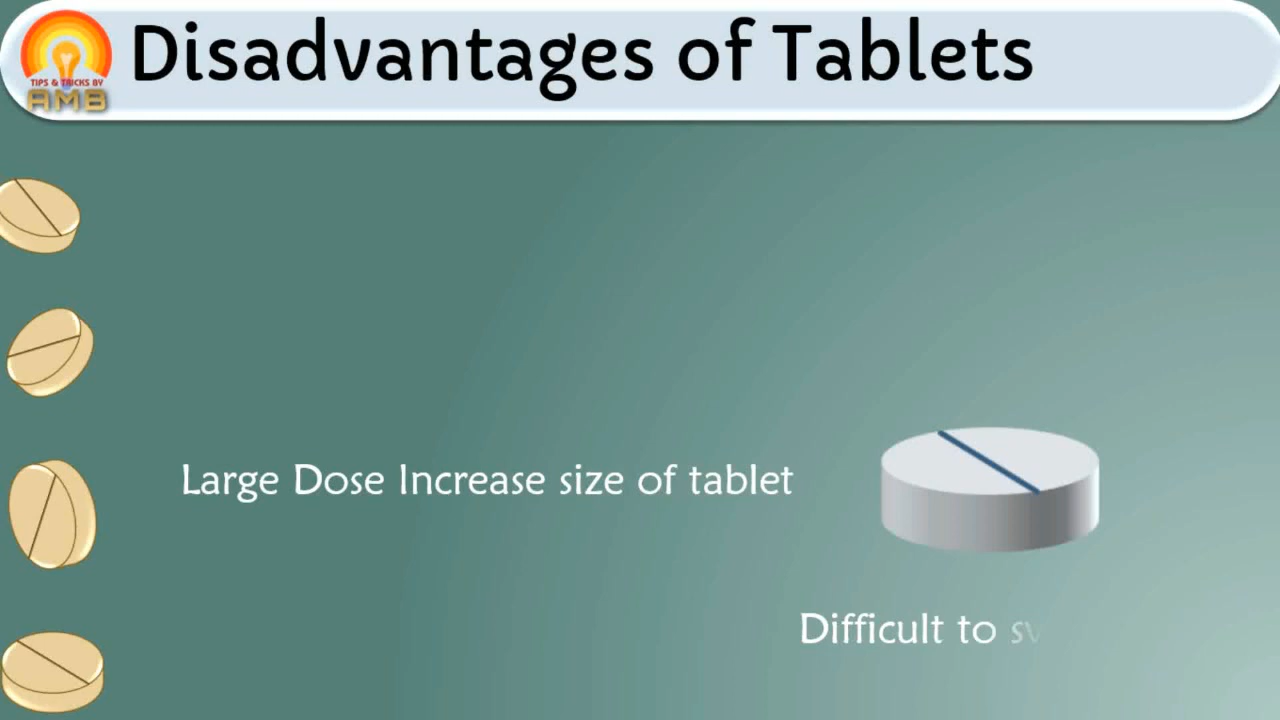 Disadvantages of Tablets
TIPS & TRICKS BY
AMB
Large Dose Increase size of tablet
Difficult to